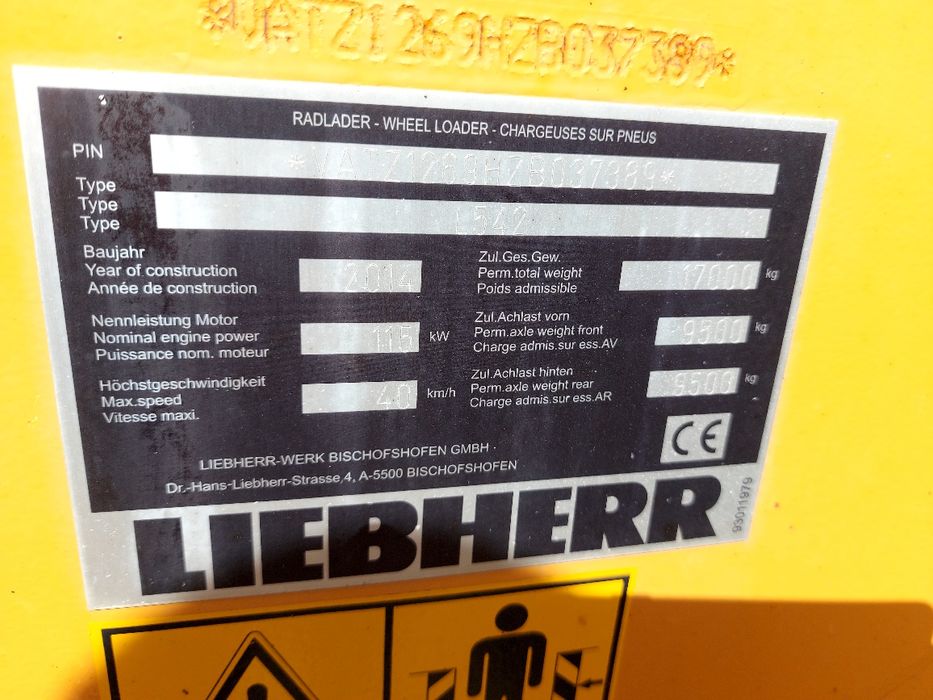 *VATZ1269HZB037389*
RADLADER - WHEEL LOADER - CHARGEUSES SUR PNEUS
PIN *VATZ1269HZB037389*
Type
Type L542
Type
Baujahr
Year of construction 2014
Année de construction
Zul.Ges.Gew.
Perm.total weight 17000 kg
Poids admissible
Nennleistung Motor
Nominal engine power 115 kW
Puissance nom. moteur
Zul.Achlast vorn
Perm.axle weight front 9500 kg
Charge admis.sur ess.AV
Höchstgeschwindigkeit
Max.speed 40 km/h
Vitesse maxi.
Zul.Achlast hinten
Perm.axle weight rear 9500 kg
Charge admis.sur ess.AR
CE
LIEBHERR-WERK BISCHOFSHOFEN GMBH
Dr.-Hans-Liebherr-Strasse,4, A-5500 BISCHOFSHOFEN
LIEBHERR
93011979